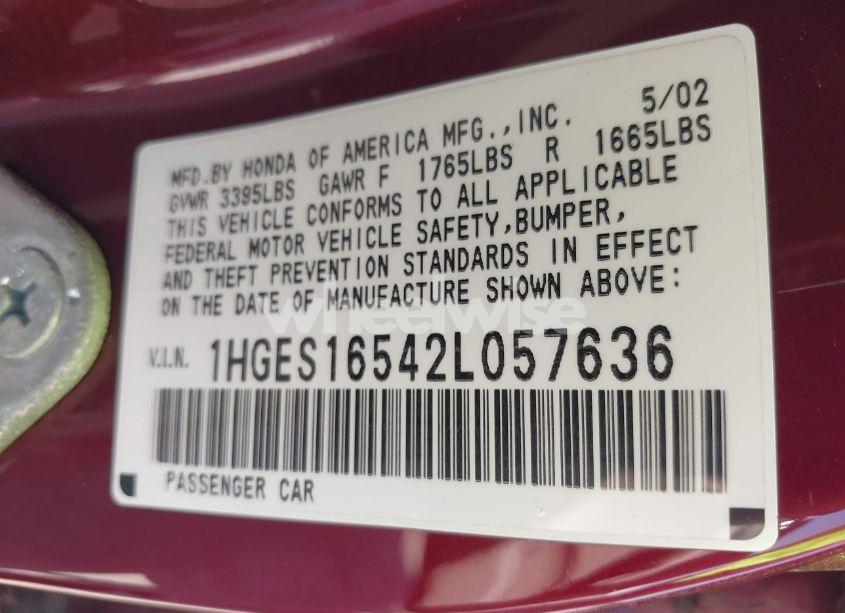 5/02
MFD.BY HONDA OF AMERICA MFG.,INC.
GVWR 3395LBS GAWR F 1765LBS R 1665LBS
THIS VEHICLE CONFORMS TO ALL APPLICABLE
FEDERAL MOTOR VEHICLE SAFETY,BUMPER,
AND THEFT PREVENTION STANDARDS IN EFFECT
ON THE DATE OF MANUFACTURE SHOWN ABOVE:
wheelwise
V.I.N. 1HGES16542L057636
PASSENGER CAR